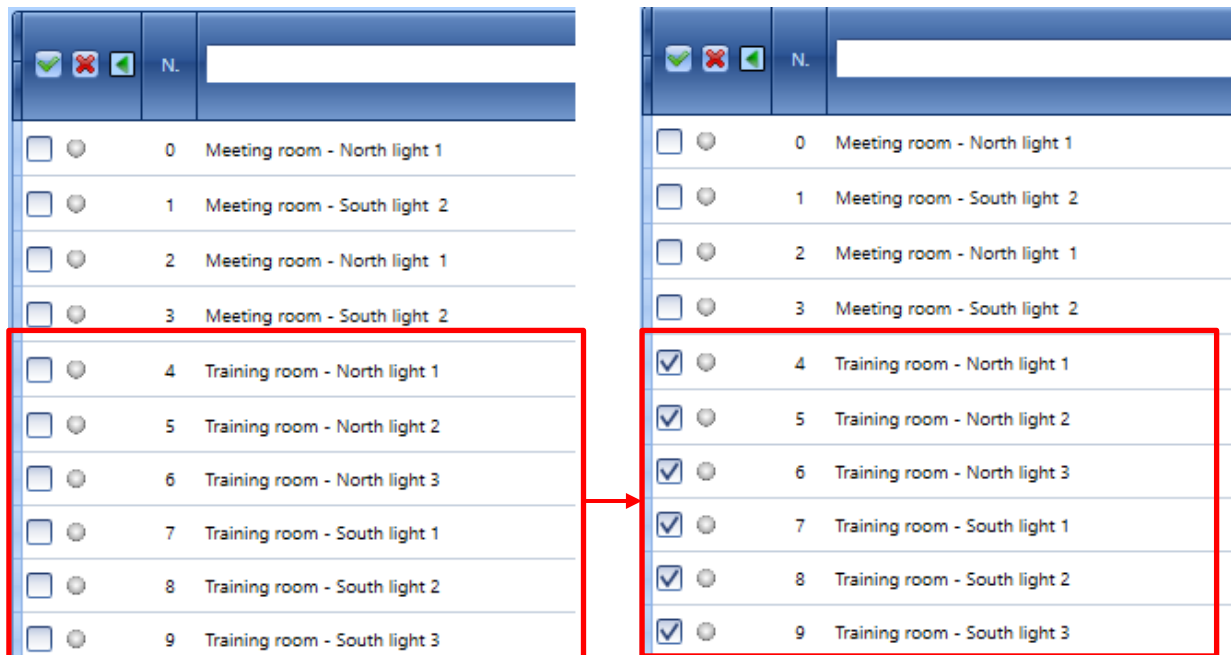 N.
0 Meeting room - North light 1
1 Meeting room - South light 2
2 Meeting room - North light 1
3 Meeting room - South light 2
4 Training room - North light 1
5 Training room - North light 2
6 Training room - North light 3
7 Training room - South light 1
8 Training room - South light 2
9 Training room - South light 3
N.
0 Meeting room - North light 1
1 Meeting room - South light 2
2 Meeting room - North light 1
3 Meeting room - South light 2
4 Training room - North light 1
5 Training room - North light 2
6 Training room - North light 3
7 Training room - South light 1
8 Training room - South light 2
9 Training room - South light 3